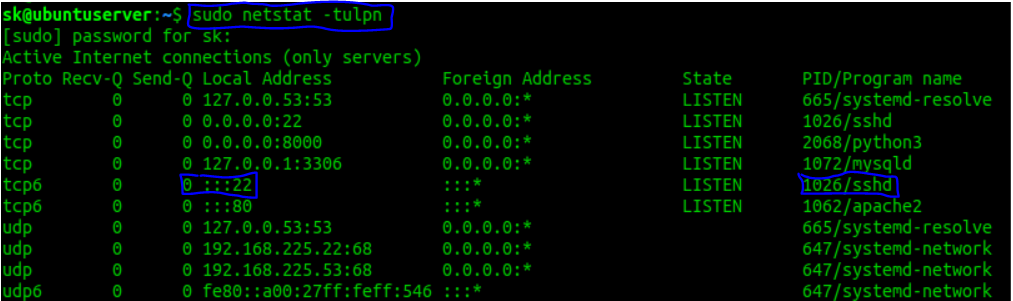 sk@ubuntuserver:~$ sudo netstat -tulpn
[sudo] password for sk:
Active Internet connections (only servers)
Proto Recv-Q Send-Q Local Address Foreign Address State PID/Program name
tcp 0 0 127.0.0.53:53 0.0.0.0:* LISTEN 665/systemd-resolve
tcp 0 0 0.0.0.0:22 0.0.0.0:* LISTEN 1026/sshd
tcp 0 0 0.0.0.0:8000 0.0.0.0:* LISTEN 2068/python3
tcp 0 0 127.0.0.1:3306 0.0.0.0:* LISTEN 1072/mysqld
tcp6 0 0 :::22 :::* LISTEN 1026/sshd
tcp6 0 0 :::80 :::* LISTEN 1062/apache2
udp 0 0 127.0.0.53:53 0.0.0.0:* 665/systemd-resolve
udp 0 0 192.168.225.22:68 0.0.0.0:* 647/systemd-network
udp 0 0 192.168.225.53:68 0.0.0.0:* 647/systemd-network
udp6 0 0 fe80::a00:27ff:feff:546 :::* 647/systemd-network